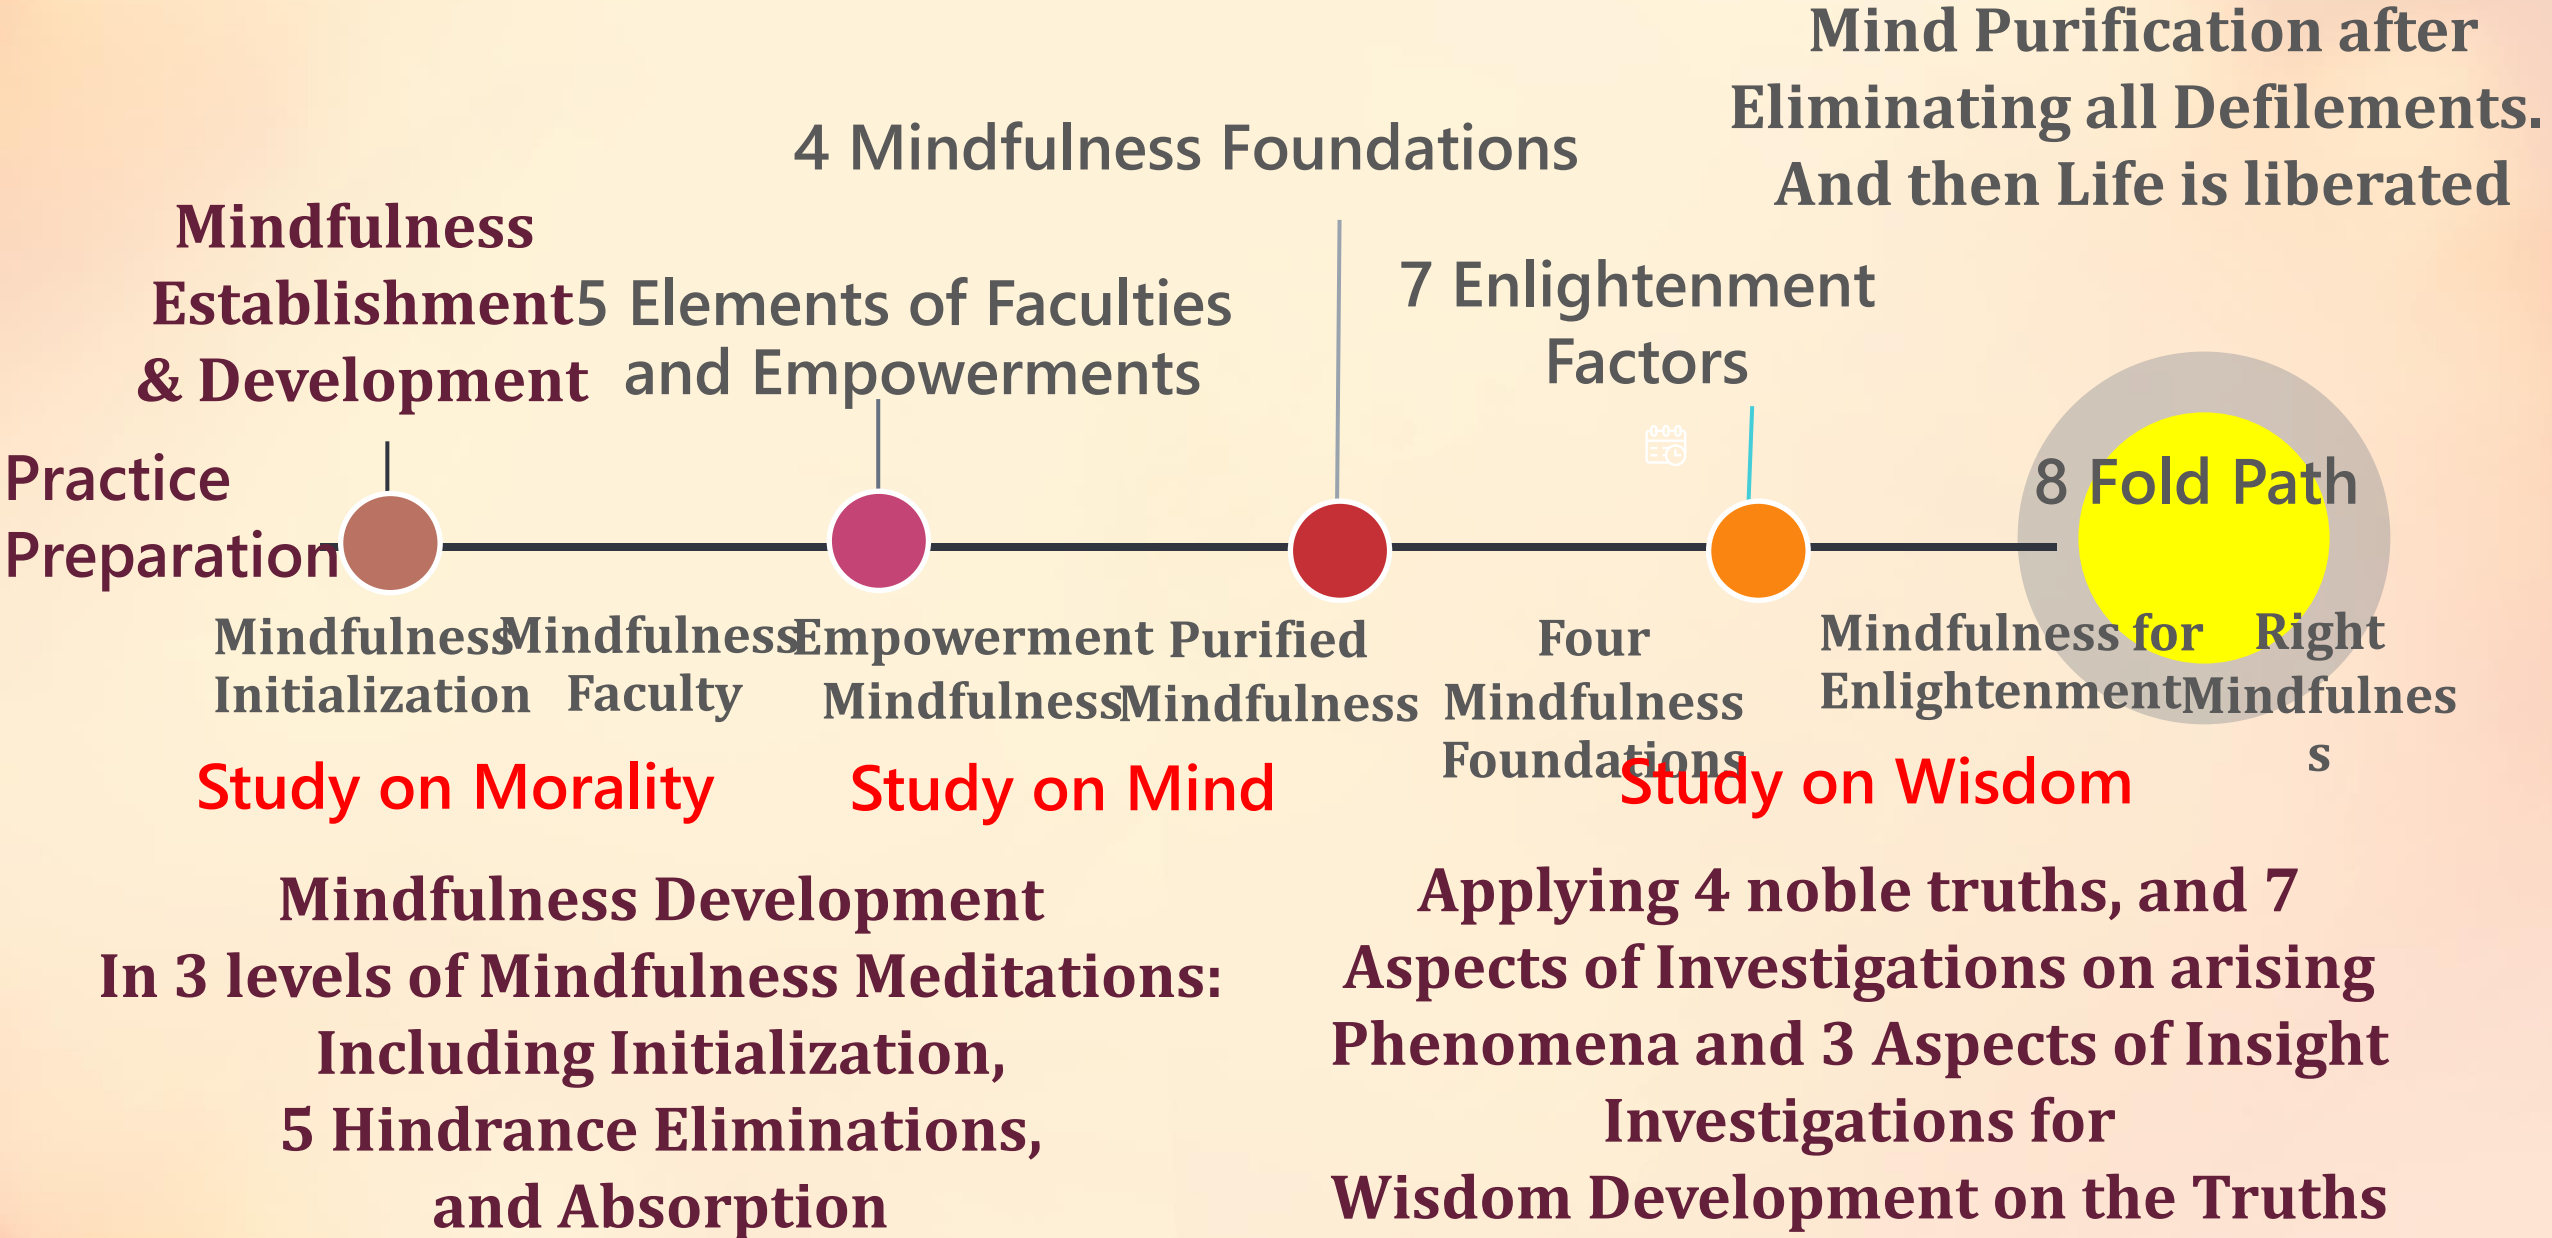 Mind Purification after
Eliminating all Defilements.
And then Life is liberated
4 Mindfulness Foundations
Mindfulness
Establishment
& Development
5 Elements of Faculties
and Empowerments
7 Enlightenment
Factors
Practice
Preparation
8 Fold Path
Mindfulness
Initialization
Mindfulness
Faculty
Empowerment
Mindfulness
Purified
Mindfulness
Four
Mindfulness
Foundations
Mindfulness for
Enlightenment
Right
Mindfulnes
s
Study on Morality
Study on Mind
Study on Wisdom
Mindfulness Development
In 3 levels of Mindfulness Meditations:
Including Initialization,
5 Hindrance Eliminations,
and Absorption
Applying 4 noble truths, and 7
Aspects of Investigations on arising
Phenomena and 3 Aspects of Insight
Investigations for
Wisdom Development on the Truths